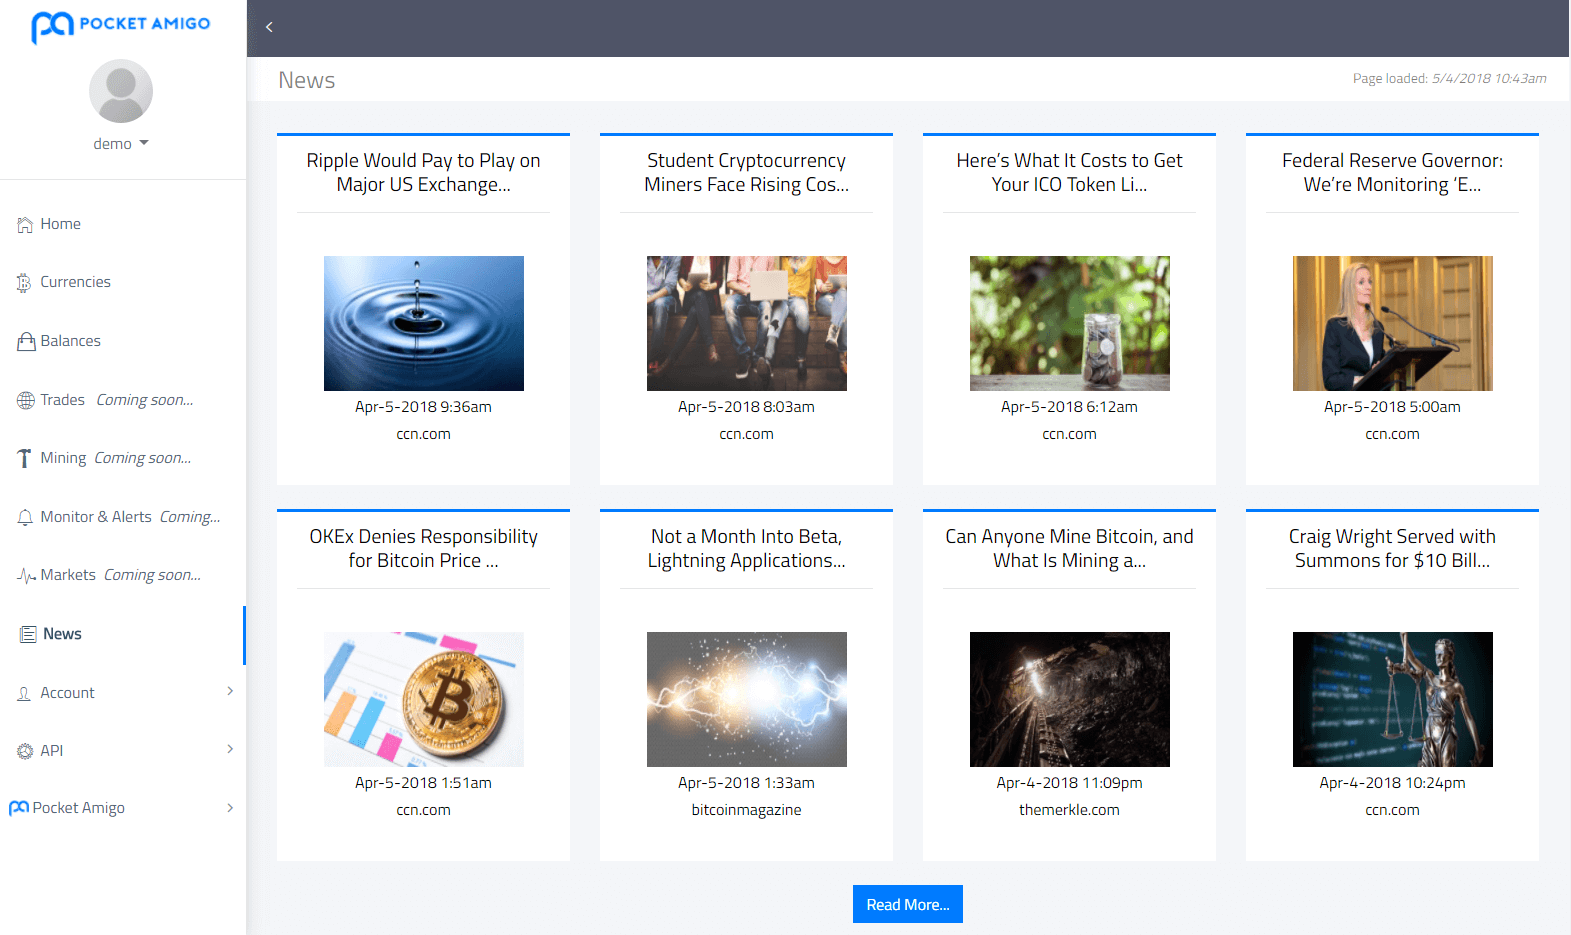 POCKET AMIGO
demo
Home
Currencies
Balances
Trades Coming soon...
Mining Coming soon...
Monitor & Alerts Coming...
Markets Coming soon...
News
Account
API
Pocket Amigo
News
Page loaded: 5/4/2018 10:43am
Ripple Would Pay to Play on
Major US Exchange...
Apr-5-2018 9:36am
ccn.com
Student Cryptocurrency
Miners Face Rising Cos...
Apr-5-2018 8:03am
ccn.com
Here’s What It Costs to Get
Your ICO Token Li...
Apr-5-2018 6:12am
ccn.com
Federal Reserve Governor:
We’re Monitoring ‘E...
Apr-5-2018 5:00am
ccn.com
OKEx Denies Responsibility
for Bitcoin Price ...
Apr-5-2018 1:51am
ccn.com
Not a Month Into Beta,
Lightning Applications...
Apr-5-2018 1:33am
bitcoinmagazine
Can Anyone Mine Bitcoin, and
What Is Mining a...
Apr-4-2018 11:09pm
themerkle.com
Craig Wright Served with
Summons for $10 Bill...
Apr-4-2018 10:24pm
ccn.com
Read More...